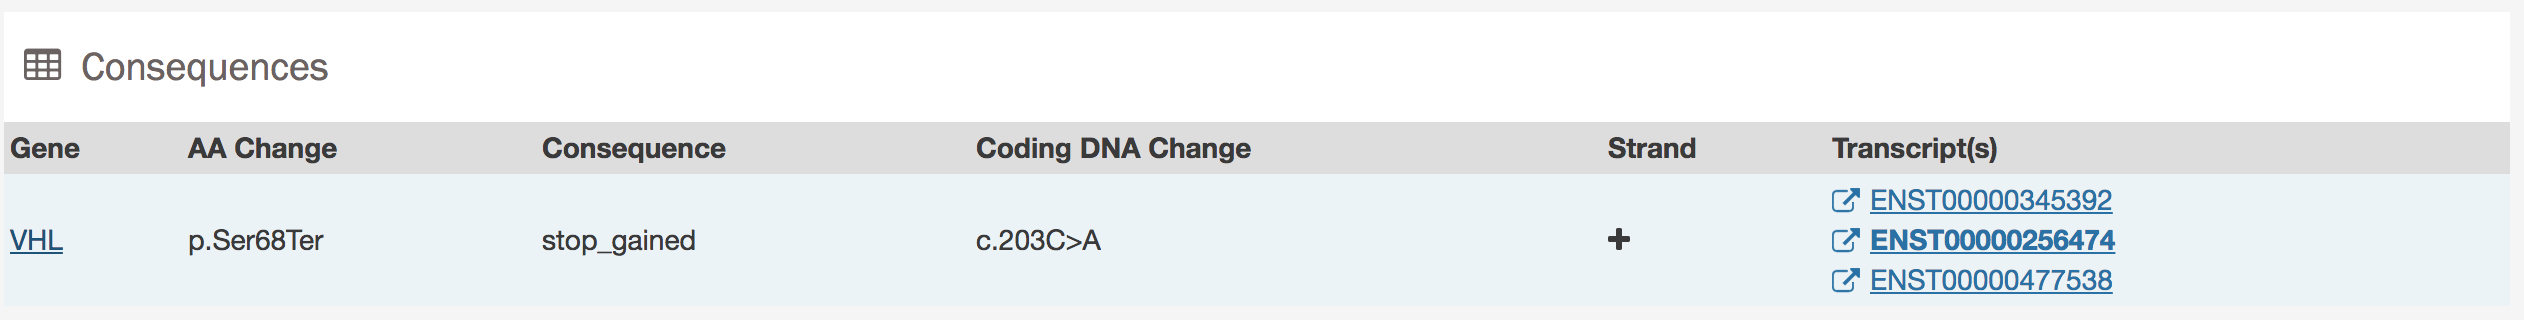 Consequences
Gene AA Change Consequence Coding DNA Change Strand Transcript(s)
ENST00000345392
VHL p.Ser68Ter stop_gained c.203C>A + ENST00000256474
ENST00000477538